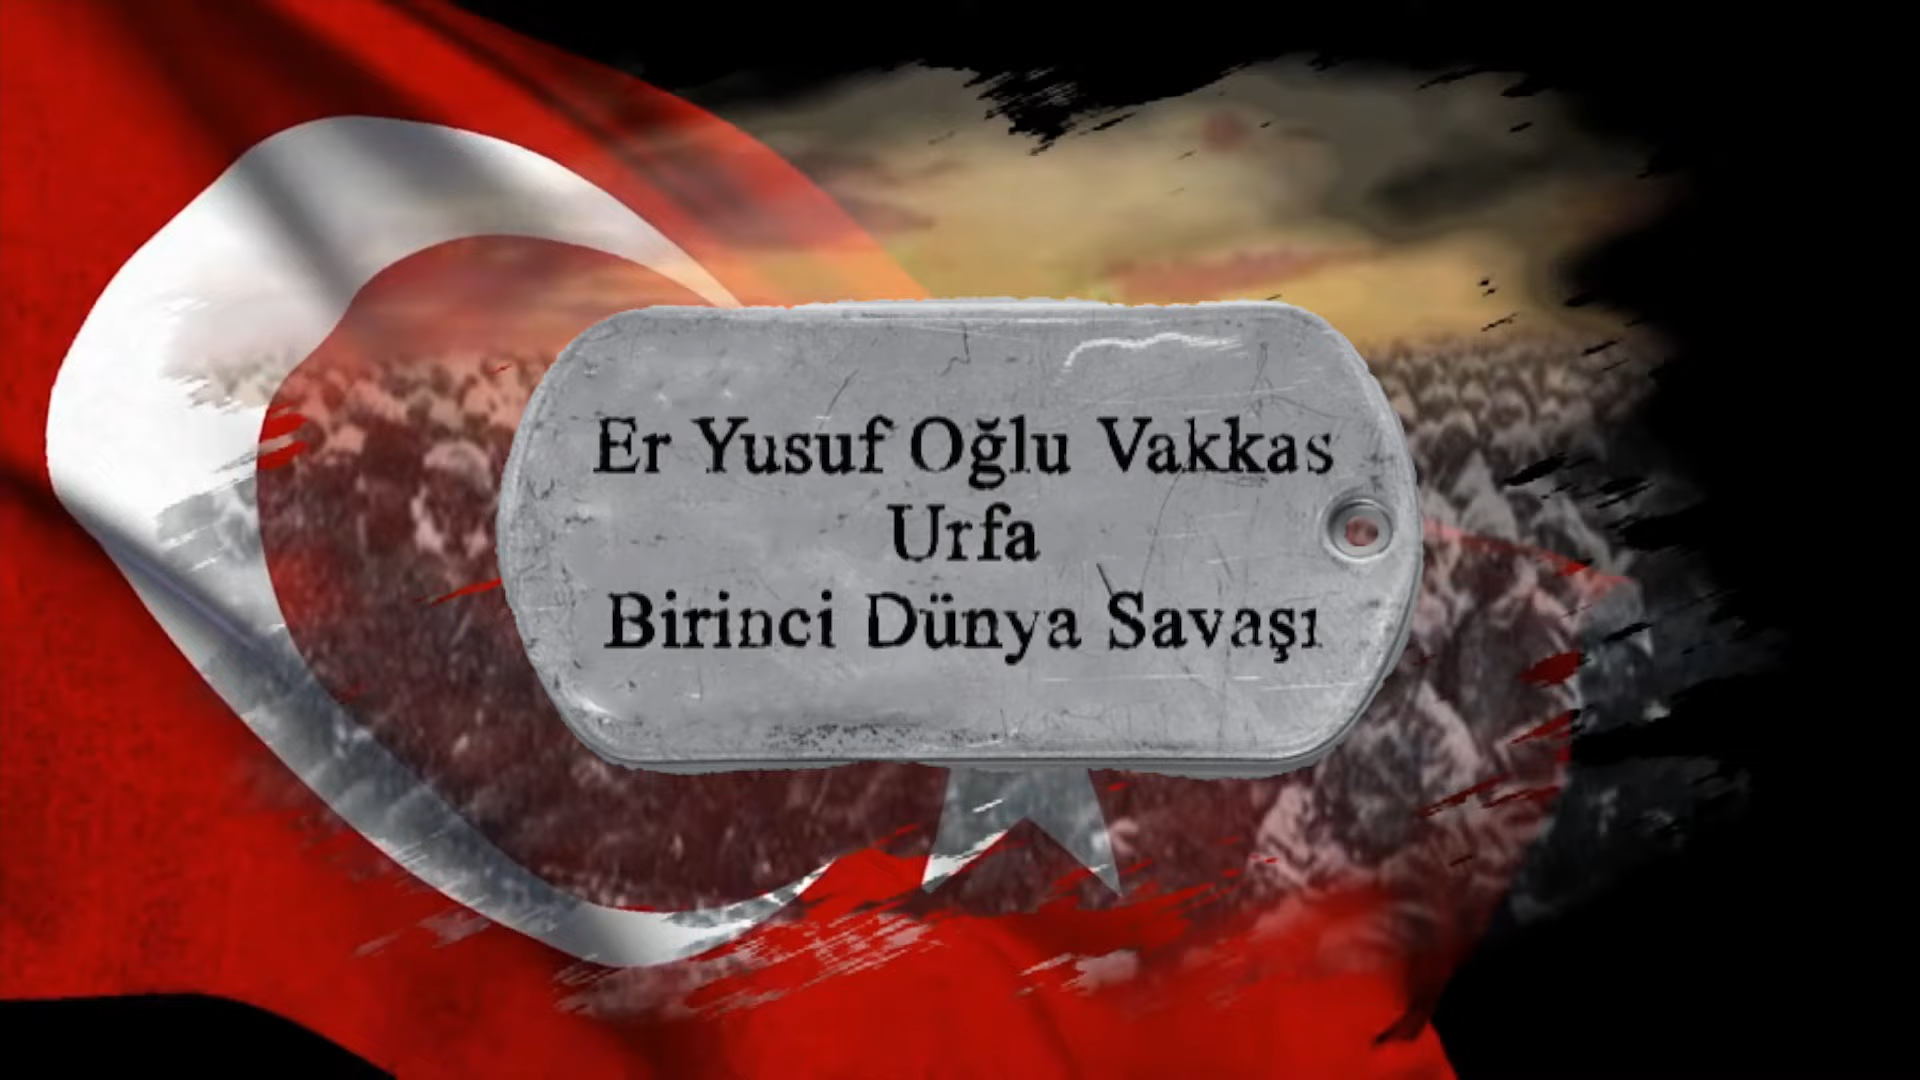 Er Yusuf Oğlu Vakkas
Urfa
Birinci Dünya Savaşı